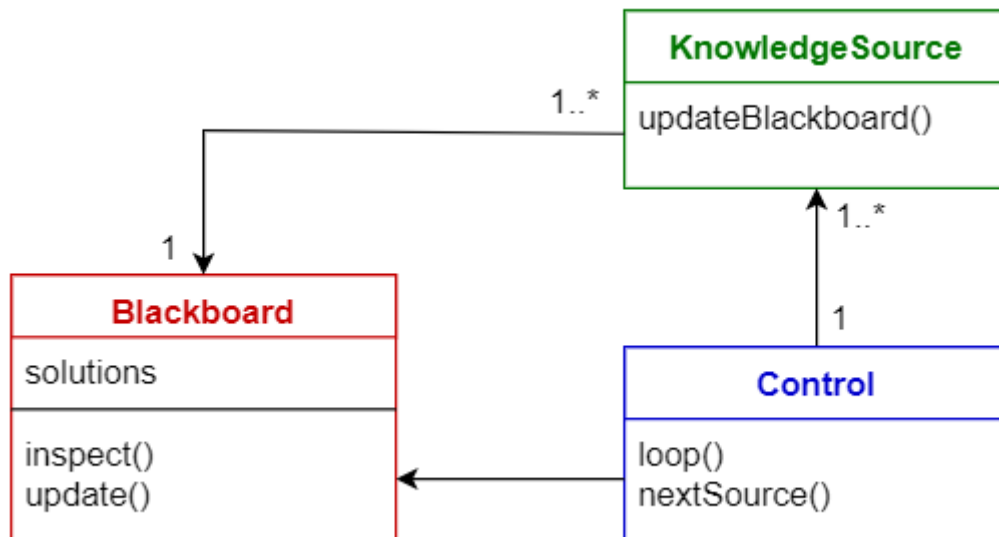 KnowledgeSource
updateBlackboard()
1..*
1..*
1
1
Blackboard
solutions
inspect()
update()
Control
loop()
nextSource()